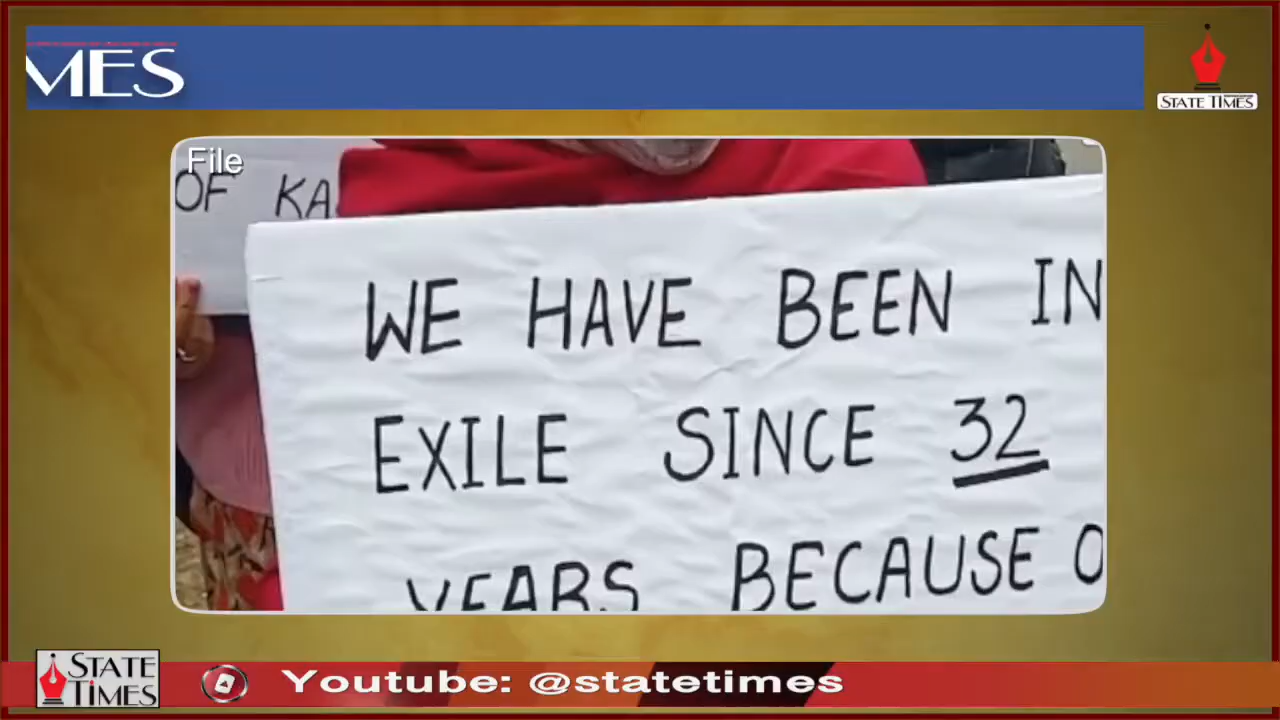 MES
STATE TIMES
File
OF KA
WE HAVE BEEN IN
EXILE SINCE 32
YEARS BECAUSE O
STATE
TIMES
Youtube: @statetimes